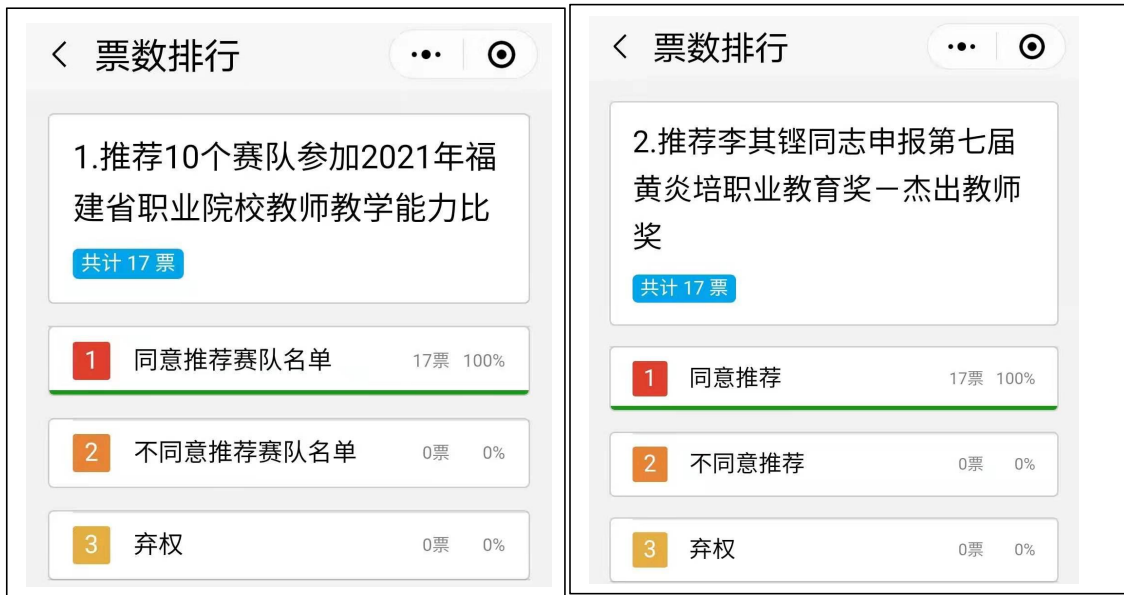 票数排行
1.推荐10个赛队参加2021年福
建省职业院校教师教学能力比
共计 17 票
1 同意推荐赛队名单 17票 100%
2 不同意推荐赛队名单 0票 0%
3 弃权 0票 0%
票数排行
2.推荐李其铿同志申报第七届
黄炎培职业教育奖－杰出教师
奖
共计 17 票
1 同意推荐 17票 100%
2 不同意推荐 0票 0%
3 弃权 0票 0%